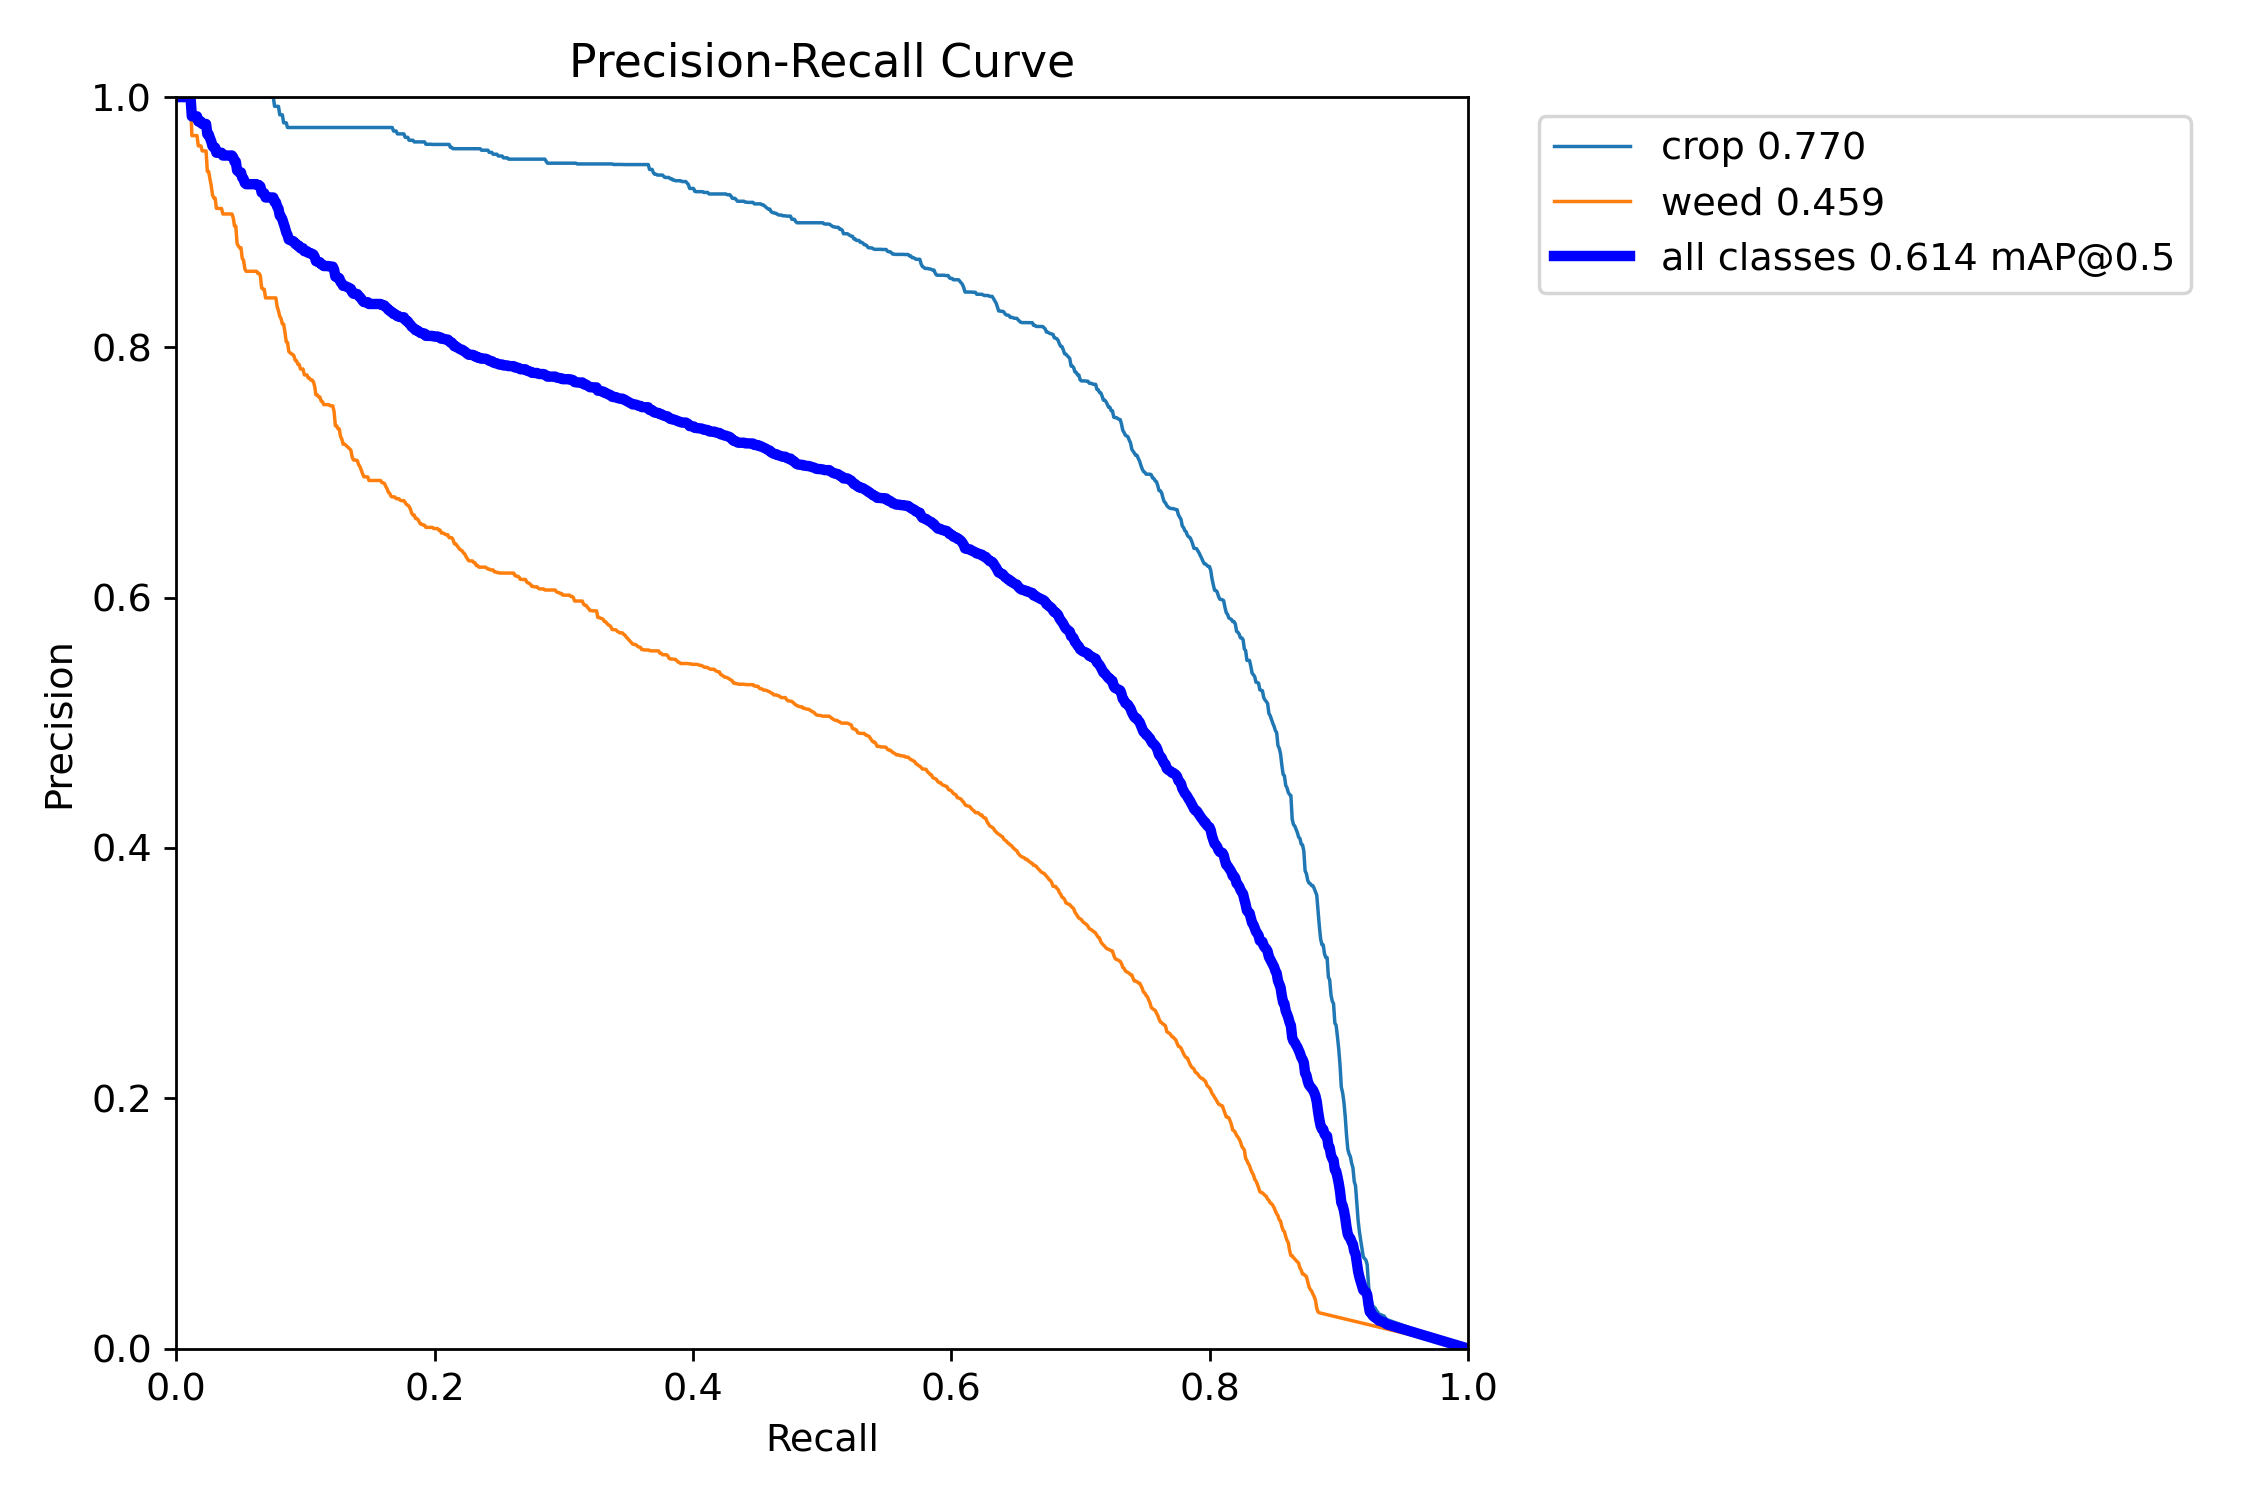 Precision-Recall Curve
1.0
0.8
0.6
0.4
0.2
0.0
Precision
0.0 0.2 0.4 0.6 0.8 1.0
Recall
crop 0.770
weed 0.459
all classes 0.614 mAP@0.5